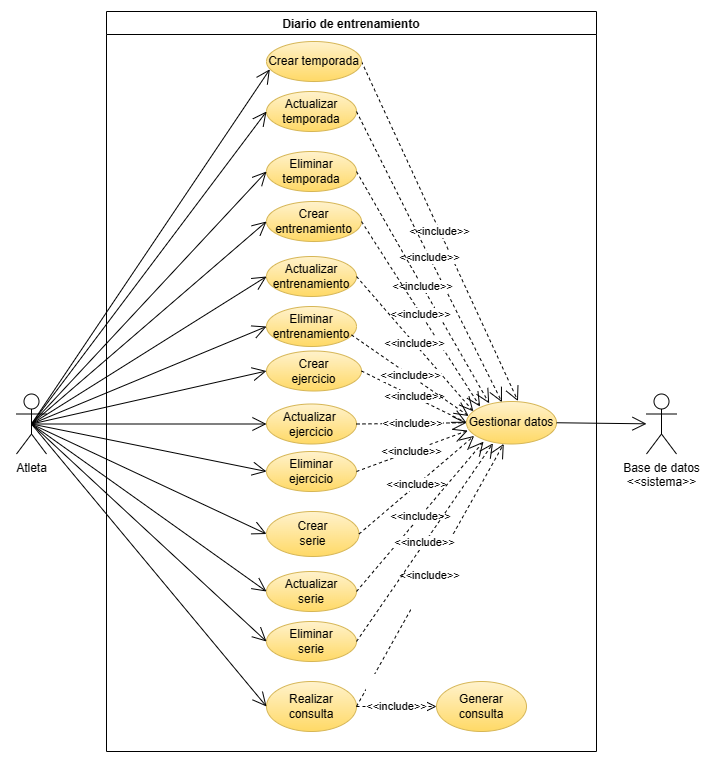 Diario de entrenamiento
Crear temporada
Actualizar
temporada
Eliminar
temporada
Crear
entrenamiento
<<include>>
<<include>>
Actualizar
entrenamiento
<<include>>
Eliminar
entrenamiento
<<include>>
<<include>>
Crear
ejercicio
<<include>>
<<include>>
Actualizar
ejercicio
<<include>>
Gestionar datos
Atleta
Base de datos
<<sistema>>
<<include>>
Eliminar
ejercicio
<<include>>
<<include>>
Crear
serie
<<include>>
<<include>>
Actualizar
serie
Eliminar
serie
Realizar
consulta
<<include>>
Generar
consulta